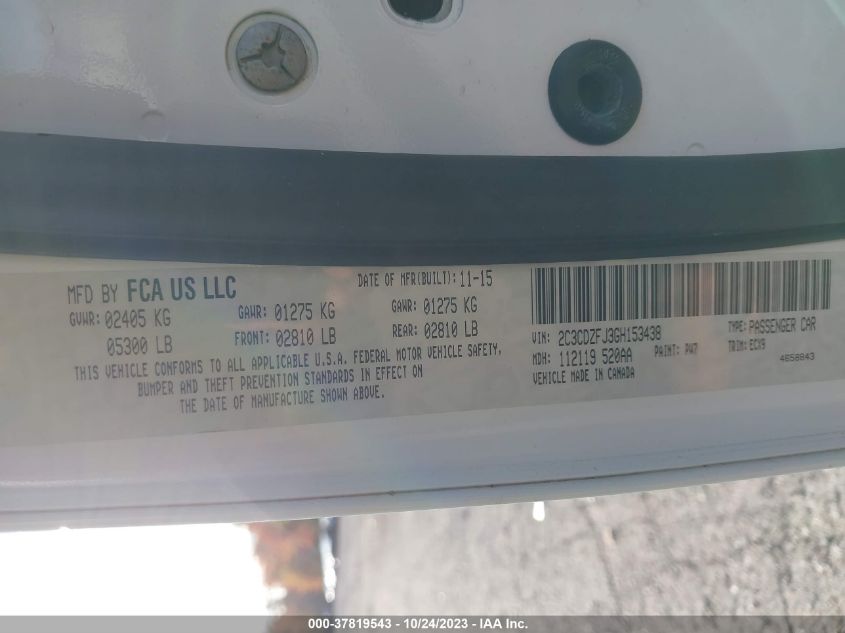 MFD BY FCA US LLC
DATE OF MFR(BUILT): 11-15
GVWR: 02405 KG
05300 LB
GAWR: 01275 KG
FRONT: 02810 LB
GAWR: 01275 KG
REAR: 02810 LB
THIS VEHICLE CONFORMS TO ALL APPLICABLE U.S.A. FEDERAL MOTOR VEHICLE SAFETY,
BUMPER AND THEFT PREVENTION STANDARDS IN EFFECT ON
THE DATE OF MANUFACTURE SHOWN ABOVE.
VIN: 2C3CDZFJ3GH153438
TYPE: PASSENGER CAR
MDH: 112119 520AA
PAINT: PW7
TRIM: ECX9
VEHICLE MADE IN CANADA
4658843
000-37819543 / 10/24/2023 - IAA Inc.